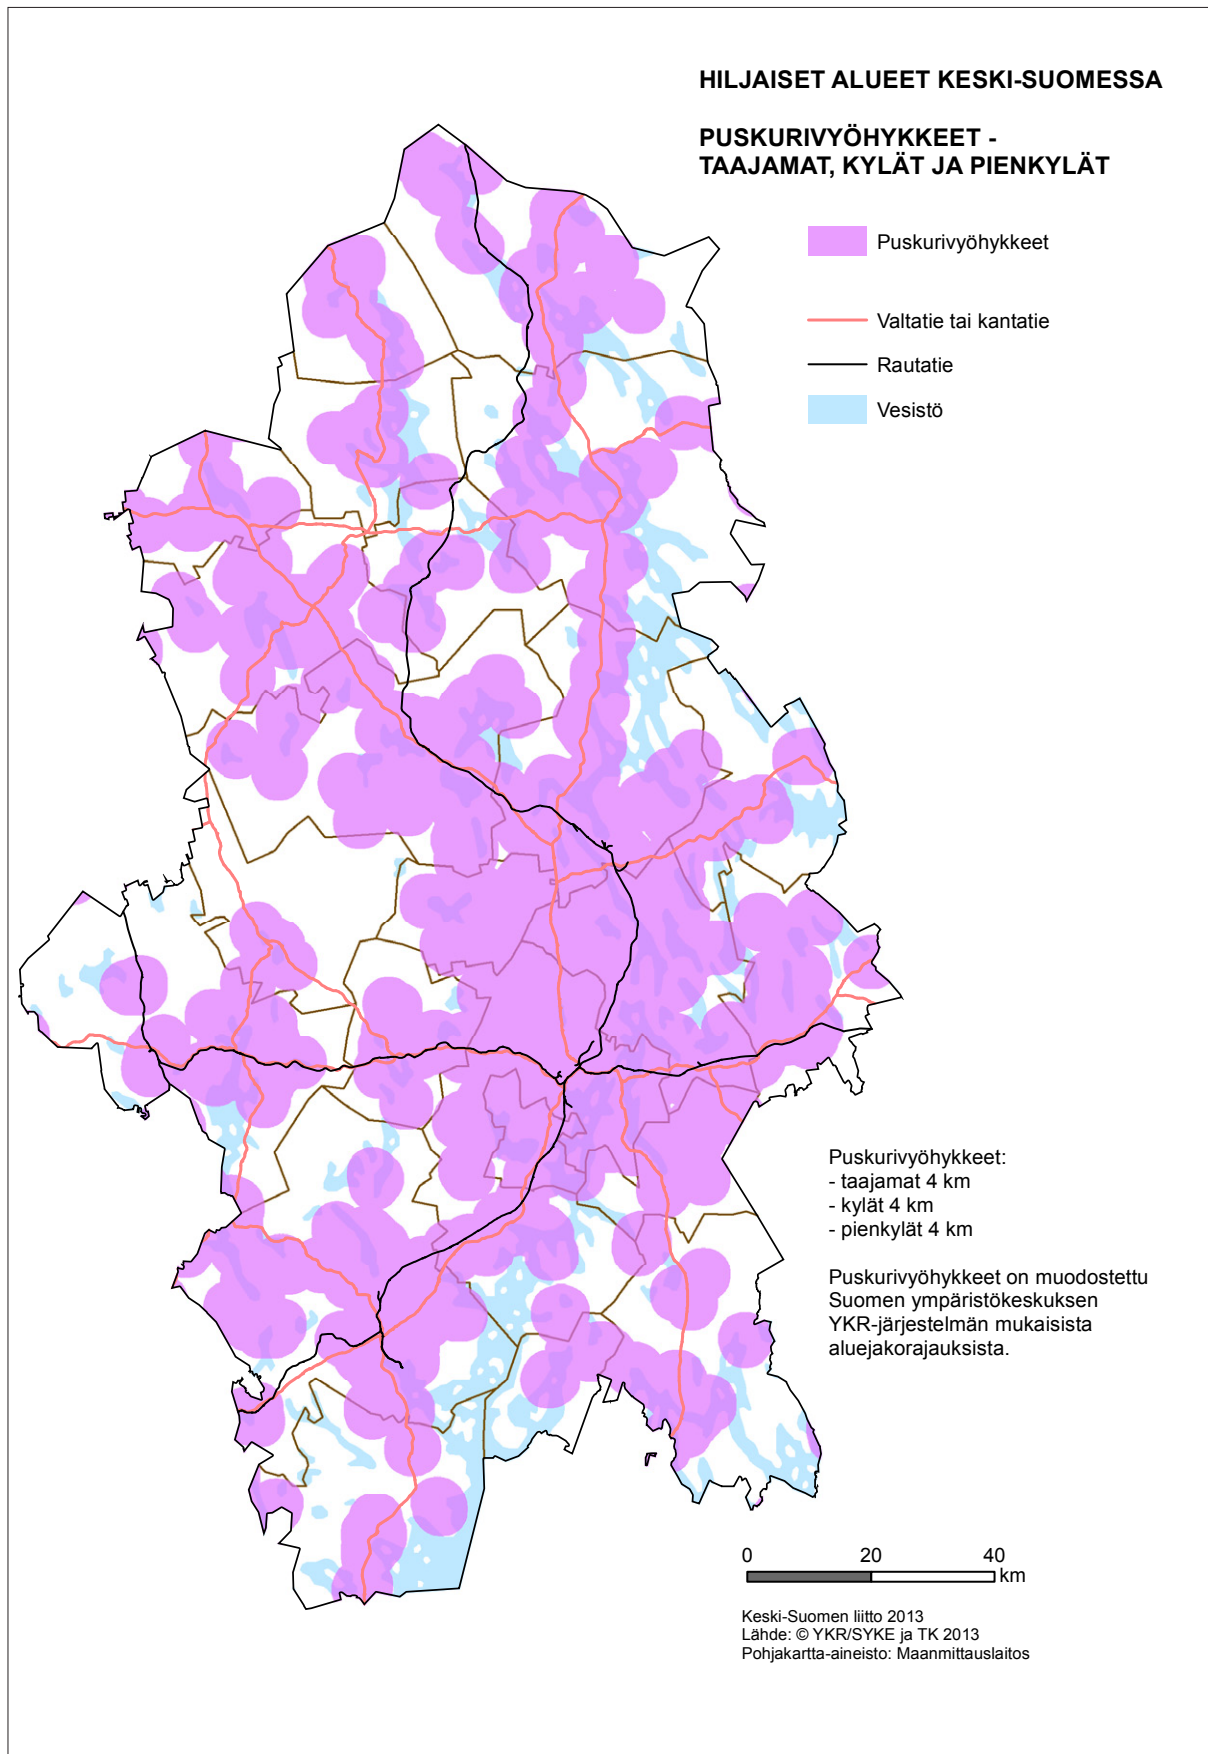 HILJAISET ALUEET KESKI-SUOMESSA
PUSKURIVYÖHYKKEET -
TAAJAMAT, KYLÄT JA PIENKYLÄT
Puskurivyöhykkeet
Valtatie tai kantatie
Rautatie
Vesistö
Puskurivyöhykkeet:
- taajamat 4 km
- kylät 4 km
- pienkylät 4 km
Puskurivyöhykkeet on muodostettu
Suomen ympäristökeskuksen
YKR-järjestelmän mukaisista
aluejakorajauksista.
0 20 40
km
Keski-Suomen liitto 2013
Lähde: © YKR/SYKE ja TK 2013
Pohjakartta-aineisto: Maanmittauslaitos